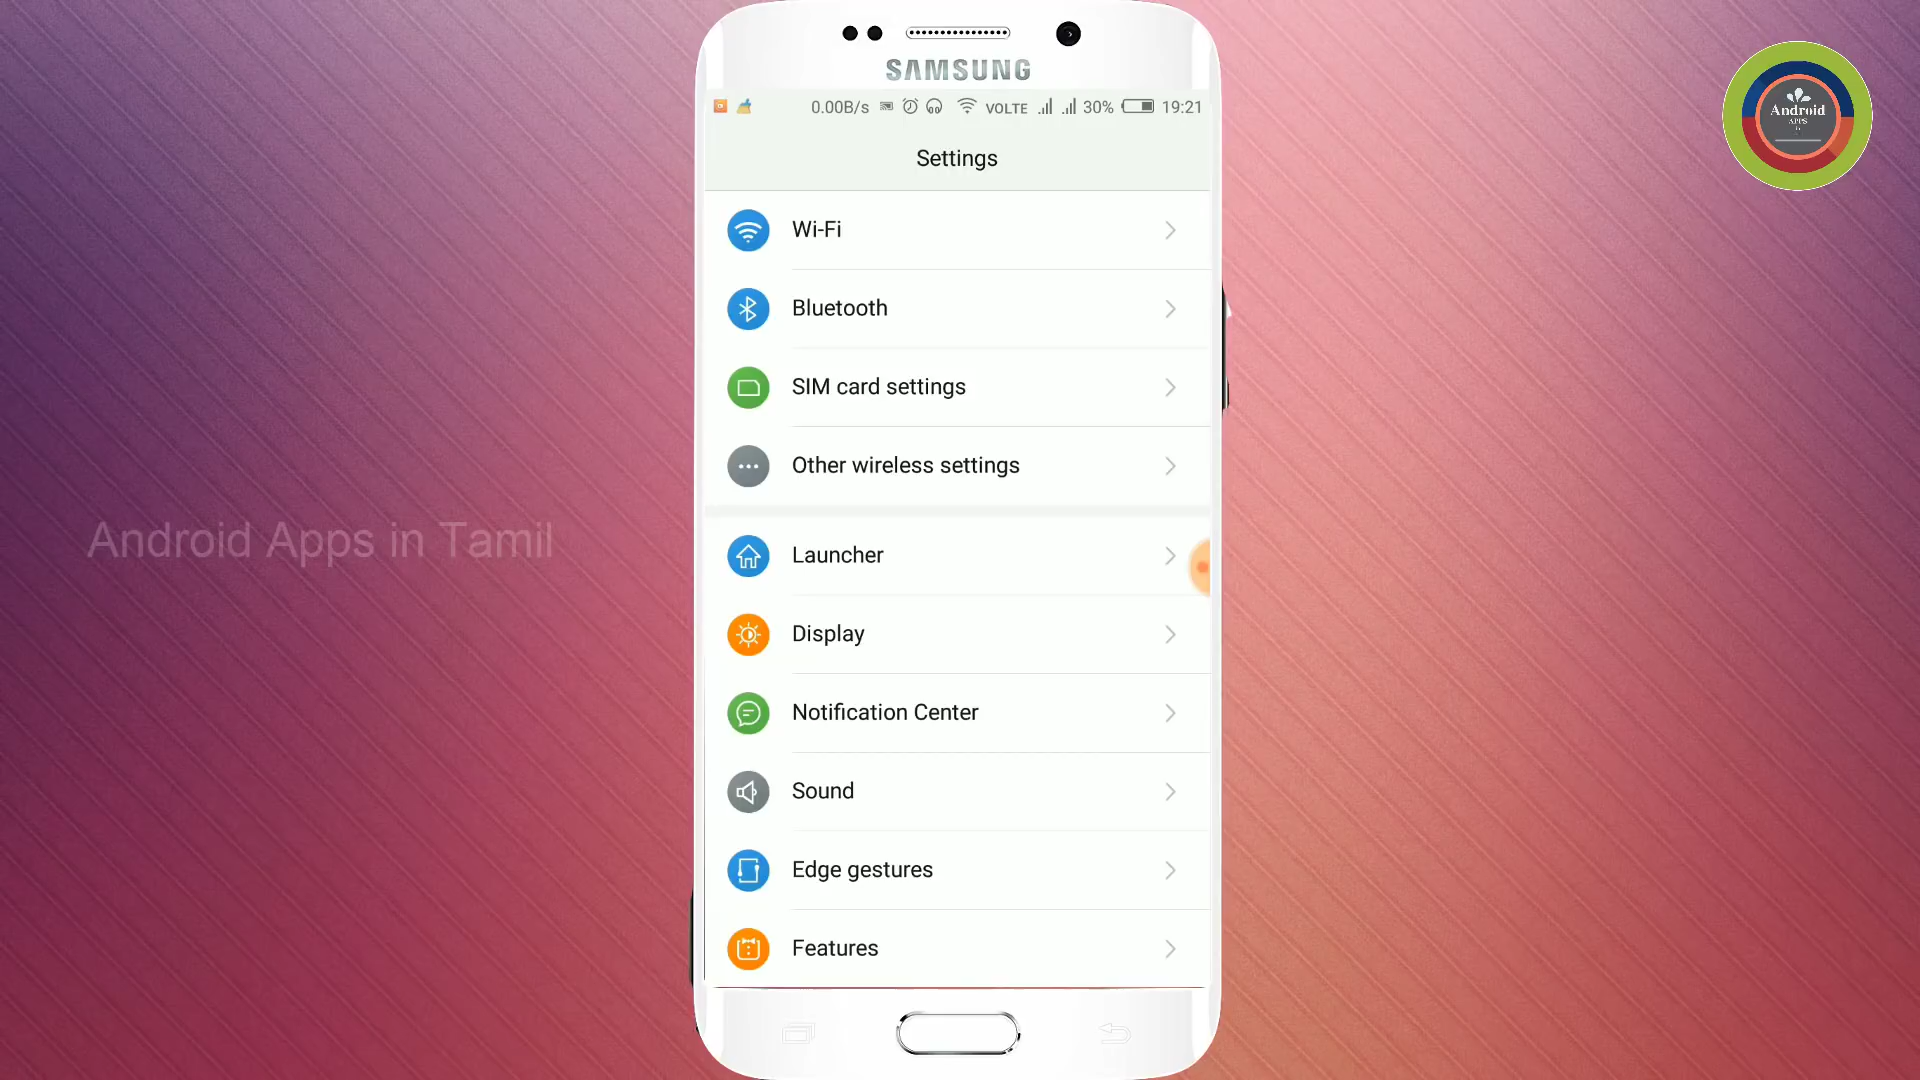 SAMSUNG
0.00B/s VOLTE 30% 19:21
Android
APPS
Settings
Wi-Fi
Bluetooth
SIM card settings
Other wireless settings
Android Apps in Tamil
Launcher
Display
Notification Center
Sound
Edge gestures
Features